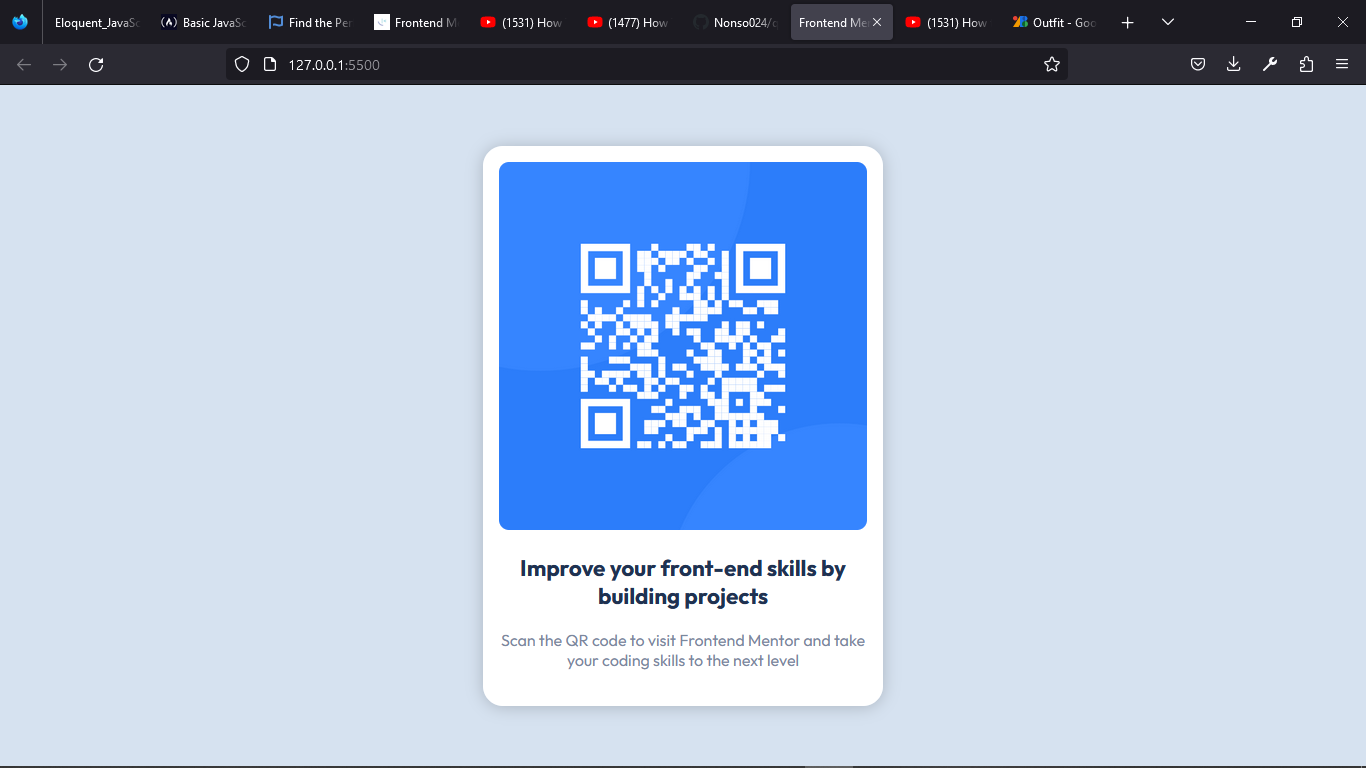 Eloquent_JavaSc
Basic JavaSc
Find the Per
Frontend M
(1531) How
(1477) How
Nonso024/q
Frontend Me
(1531) How
Outfit - Goo
127.0.0.1:5500
Improve your front-end skills by
building projects
Scan the QR code to visit Frontend Mentor and take
your coding skills to the next level